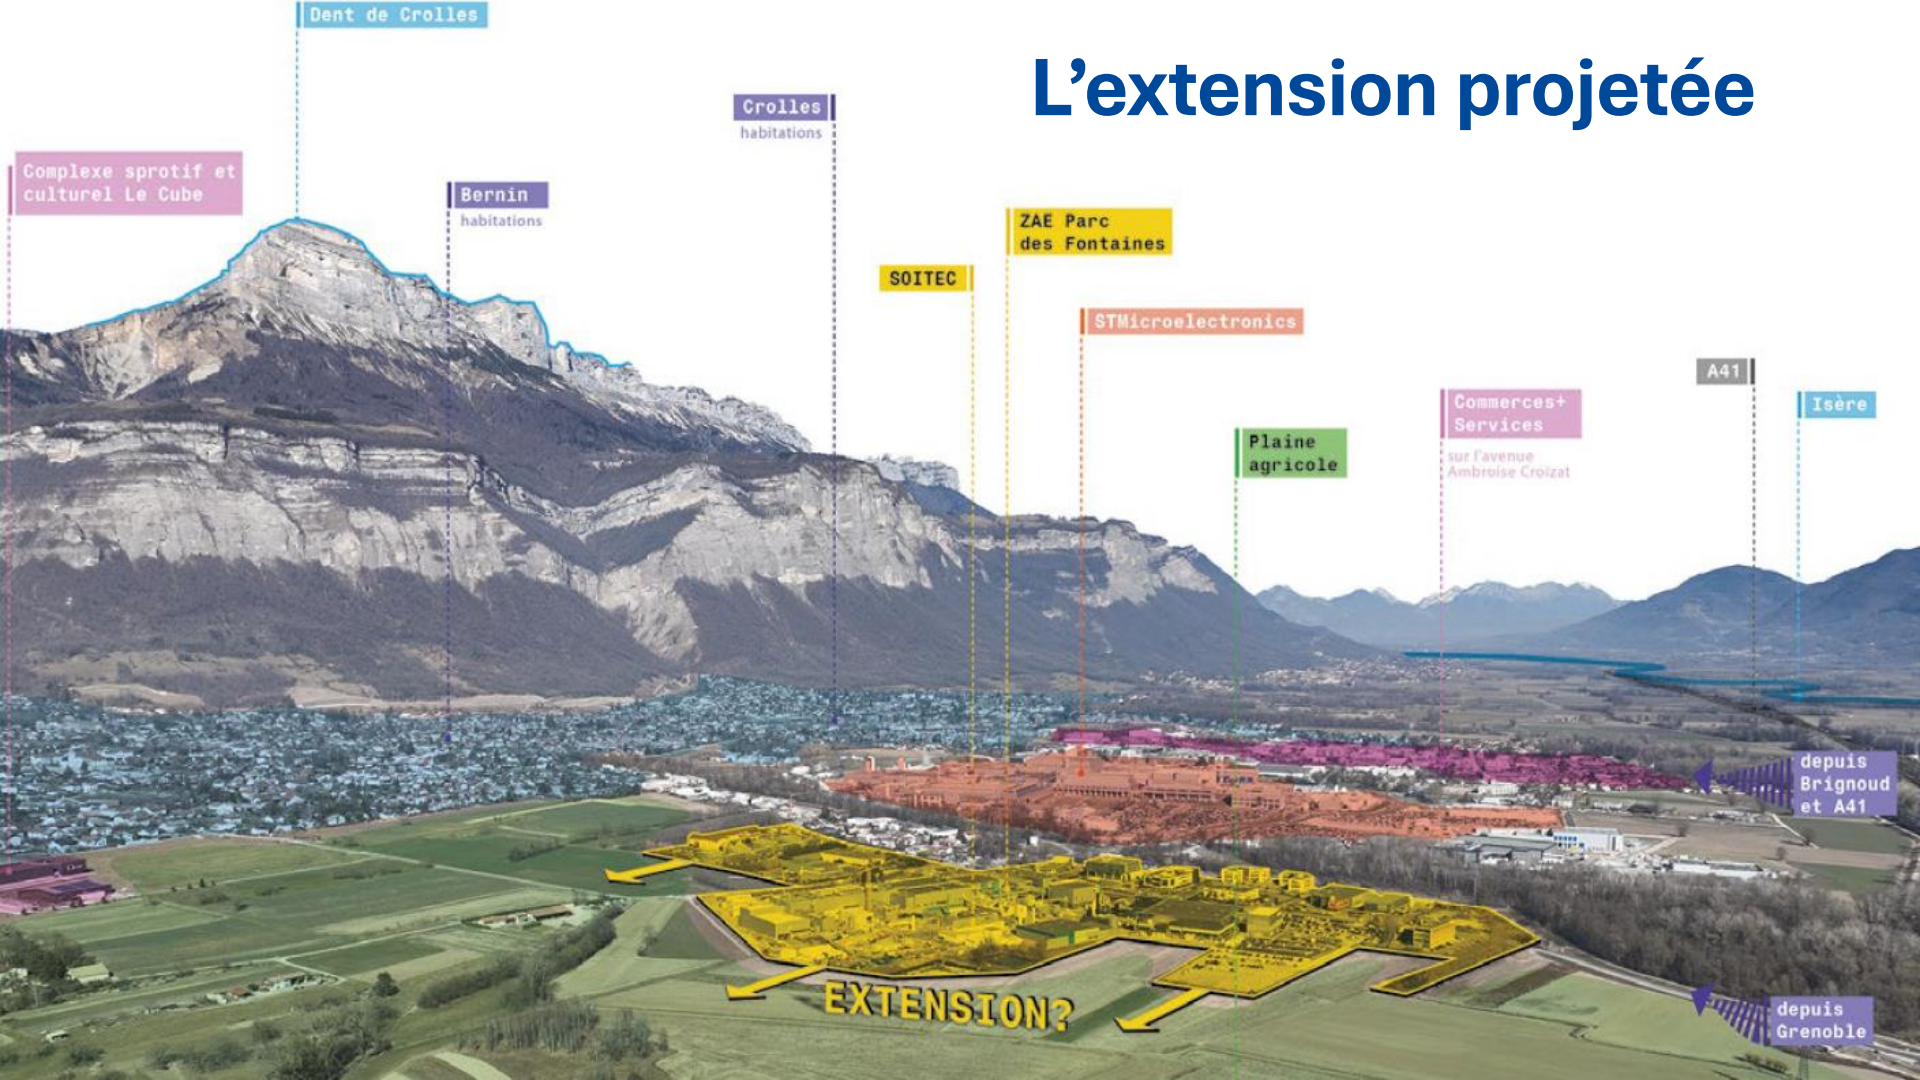 Dent de Crolles
L'extension projetée
Crolles
habitations
Complexe sprotif et
culturel Le Cube
Bernin
habitations
ZAE Parc
des Fontaines
SOITEC
STMicroelectronics
A41
Commerces+
Services
sur l'avenue
Ambroise Croizat
Isère
Plaine
agricole
depuis
Brignoud
et A41
EXTENSION?
depuis
Grenoble